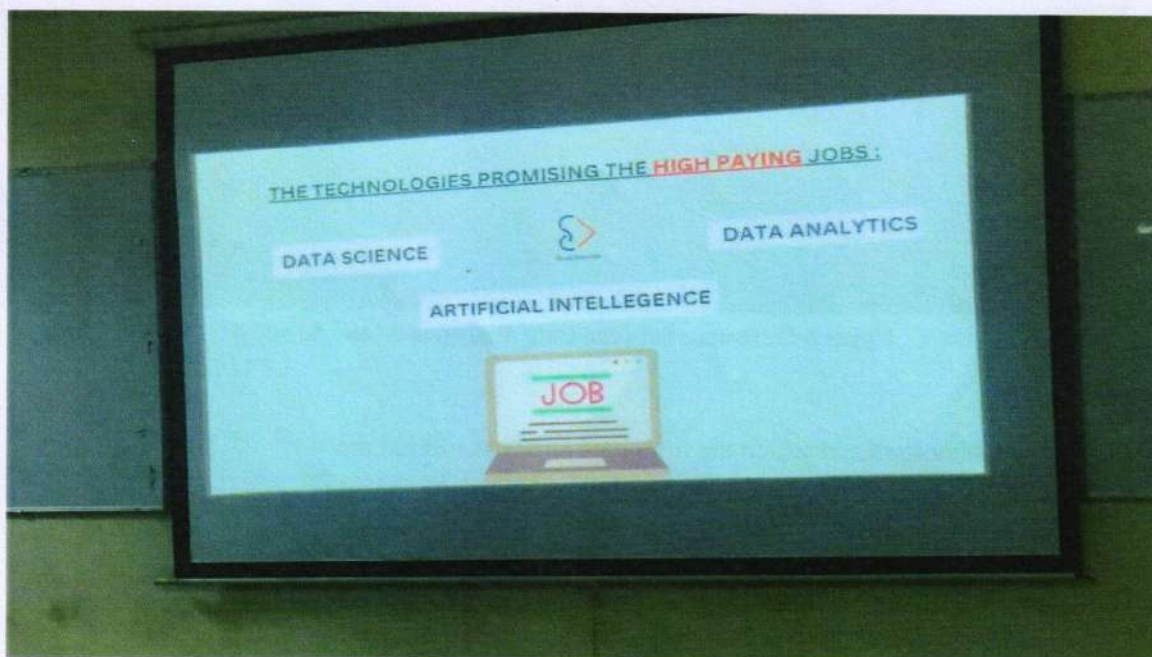 THE TECHNOLOGIES PROMISING THE HIGH PAYING JOBS :
DATA SCIENCE
DATA ANALYTICS
ARTIFICIAL INTELLEGENCE
JOB